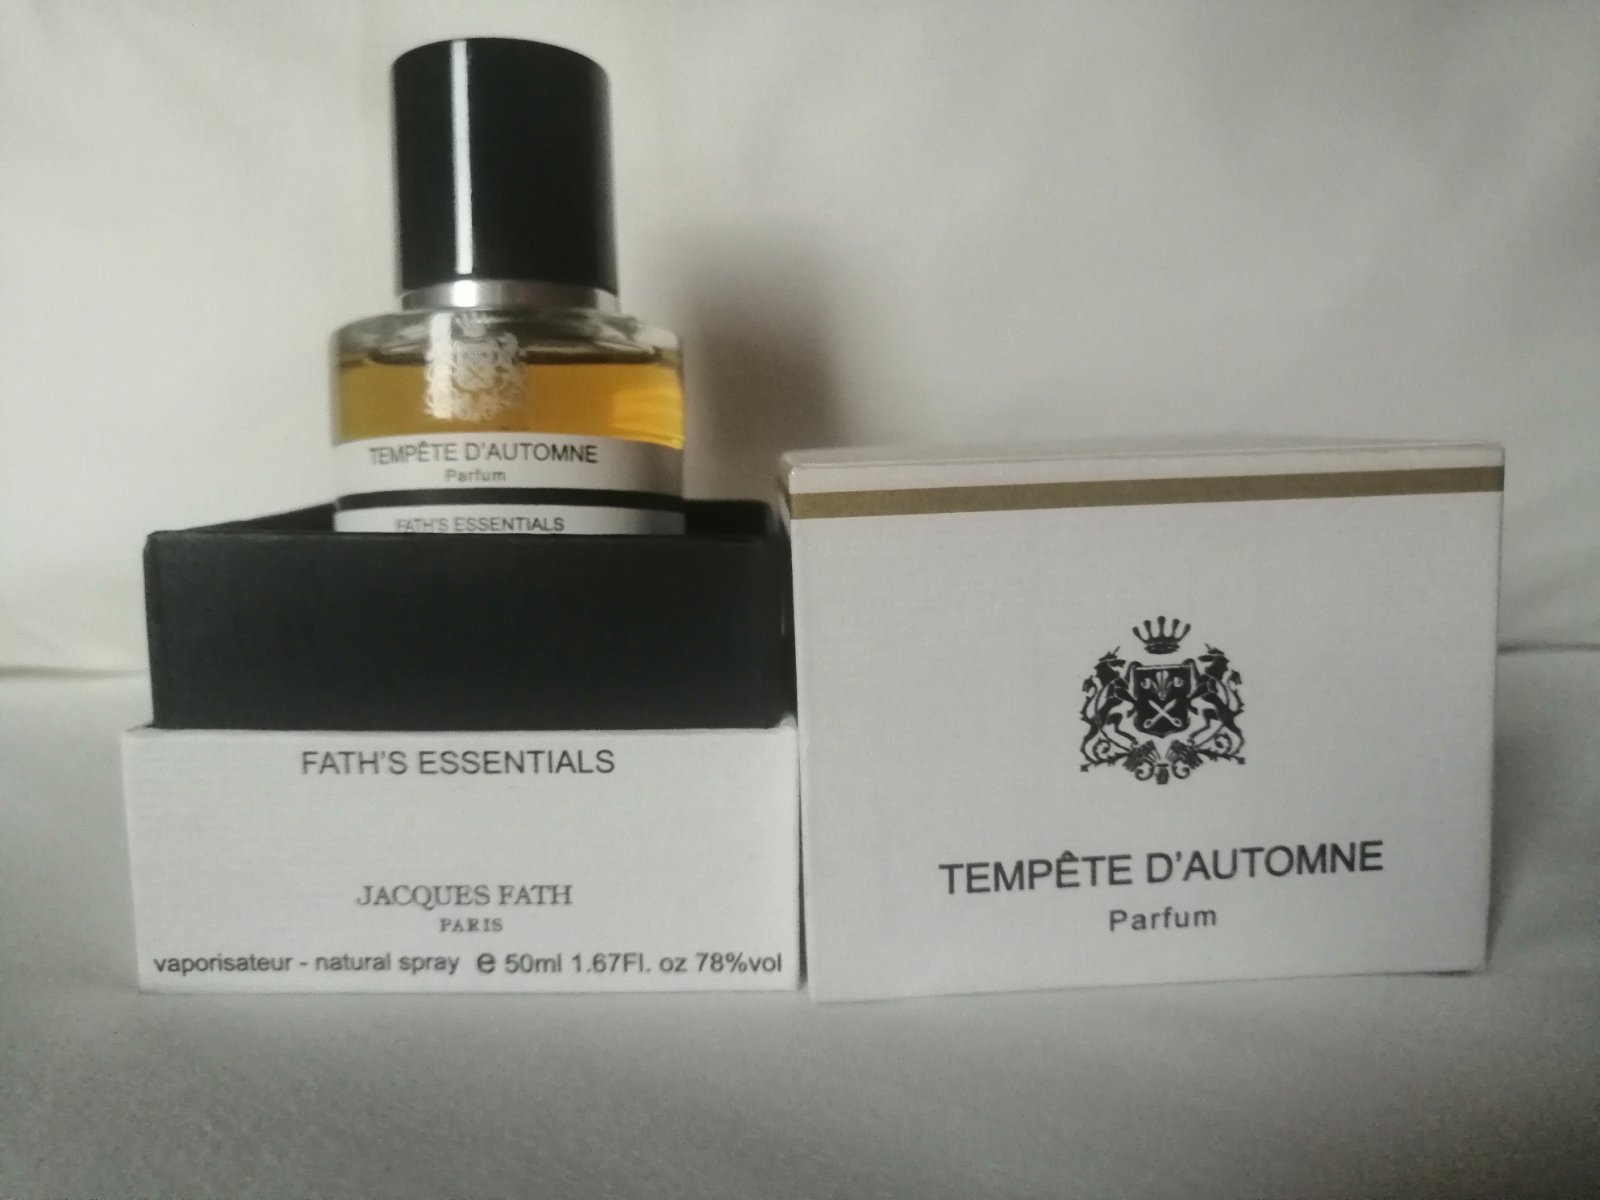 TEMPÊTE D'AUTOMNE
Parfum
FATH'S ESSENTIALS
FATH'S ESSENTIALS
JACQUES FATH
PARIS
vaporisateur - natural spray e 50ml 1.67Fl. oz 78%vol
TEMPÊTE D'AUTOMNE
Parfum